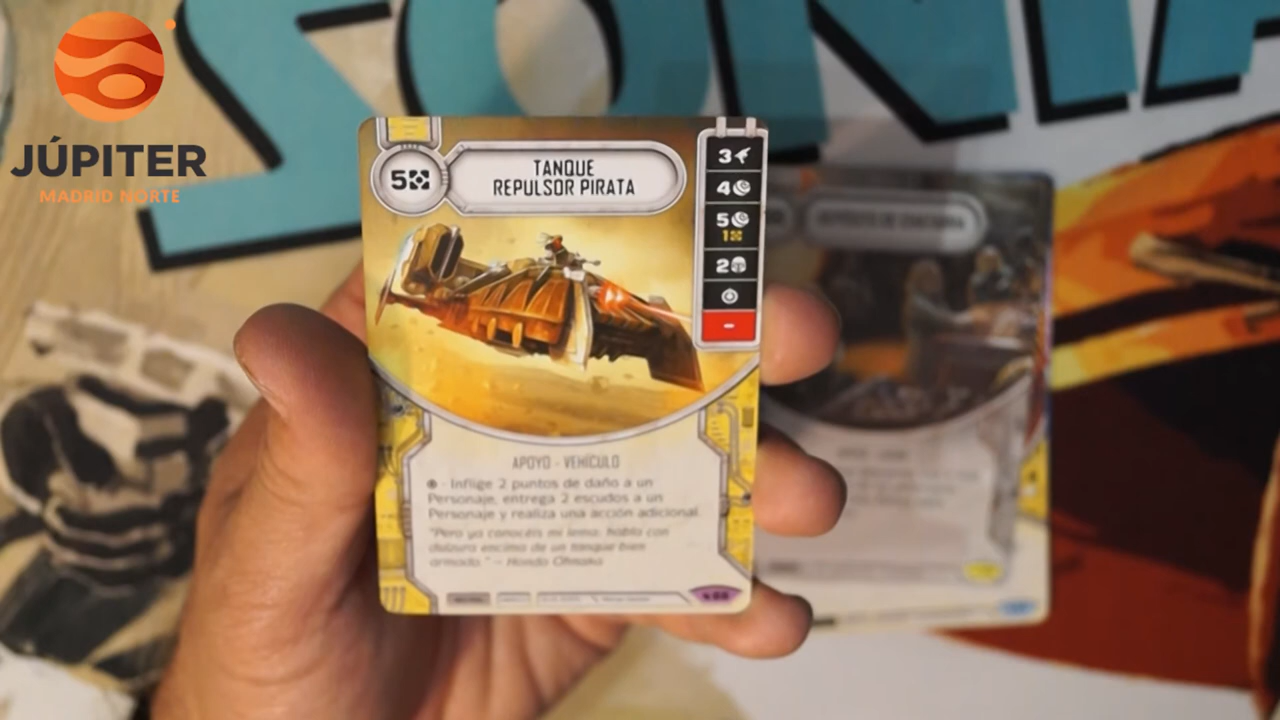 JÚPITER
MADRID NORTE
5
TANQUE
REPULSOR PIRATA
3
4
5
1
2
-
APOYO - VEHÍCULO
- Inflige 2 puntos de daño a un
Personaje, entrega 2 escudos a un
Personaje y realiza una acción adicional.
"Pero ya conocéis mi lema: habla con
dulzura encima de un tanque bien
armado." – Hondo Ohnaka